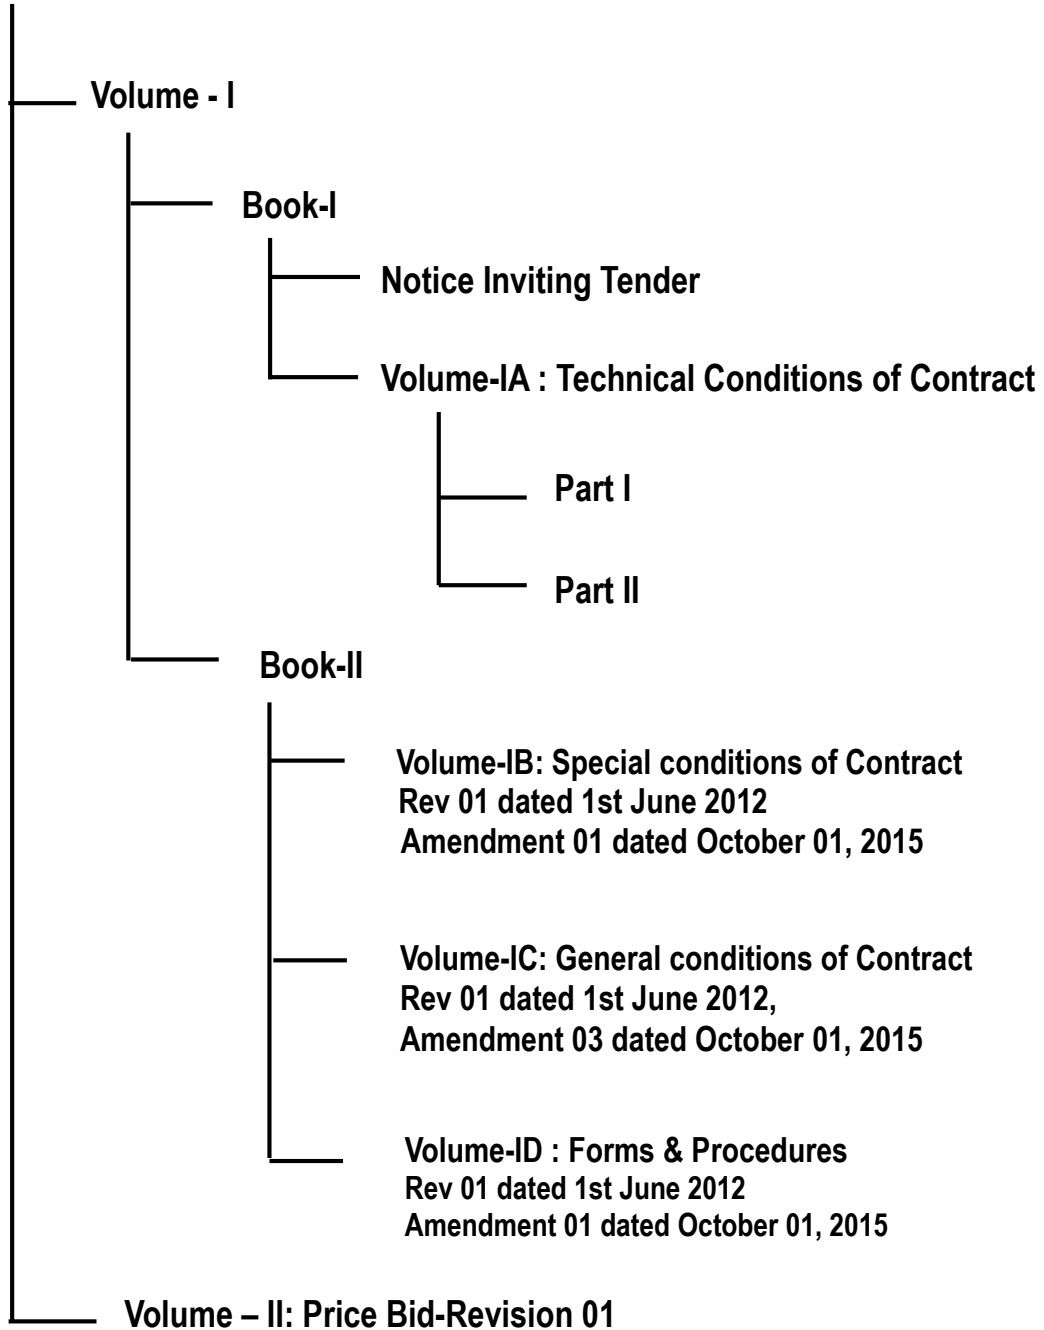 Volume - I
Book-I
Notice Inviting Tender
Volume-IA : Technical Conditions of Contract
Part I
Part II
Book-II
Volume-IB: Special conditions of Contract
Rev 01 dated 1st June 2012
Amendment 01 dated October 01, 2015
Volume-IC: General conditions of Contract
Rev 01 dated 1st June 2012,
Amendment 03 dated October 01, 2015
Volume-ID : Forms & Procedures
Rev 01 dated 1st June 2012
Amendment 01 dated October 01, 2015
Volume – II: Price Bid-Revision 01